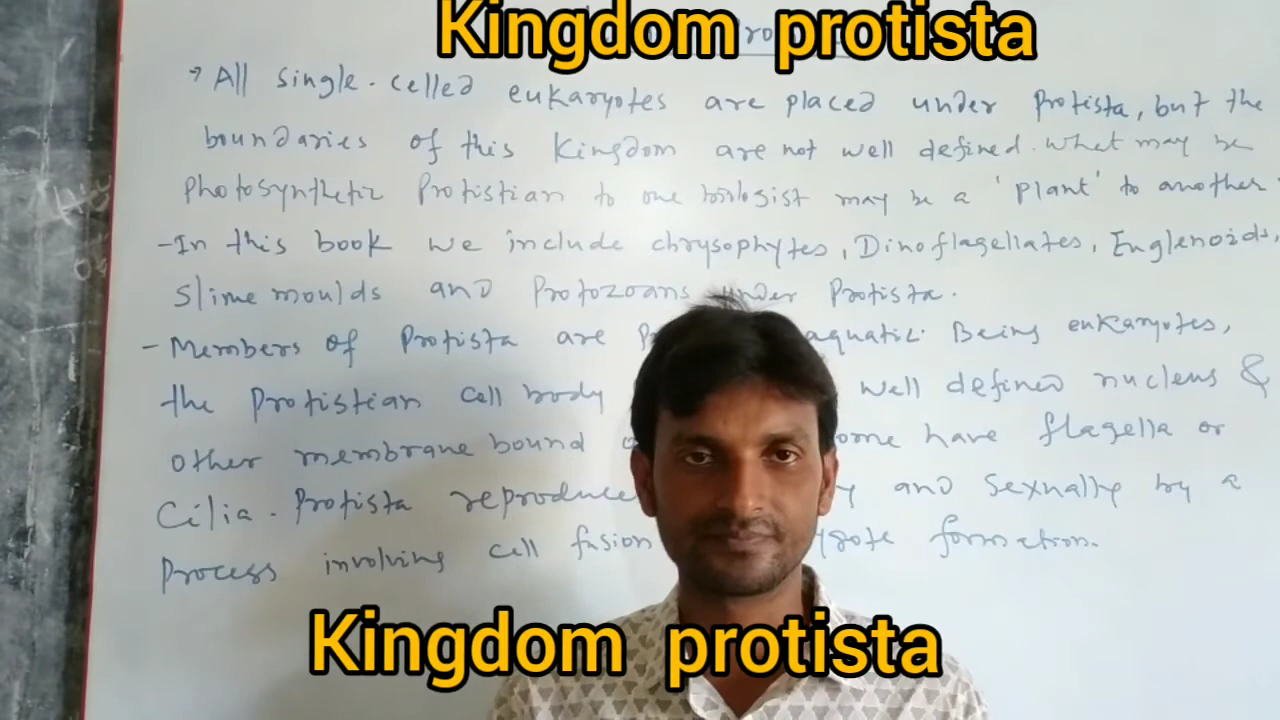 Kingdom protista
→ All single-celled eukaryotes are placed under Protista, but the
boundaries of this Kingdom are not well defined. what may be
photosynthetic Protistian to one biologist may be a 'plant' to another
- In this book we include chrysophytes, Dinoflagellates, Euglenoids,
Slime moulds and Protozoans under Protista.
- Members of Protista are aquatic. Being eukaryotes,
the Protistian cell body well defined nucleus &
other membrane bound have flagella or
Cilia. Protista reproduce and sexually by a
Process involving cell fusion formation.
Kingdom protista